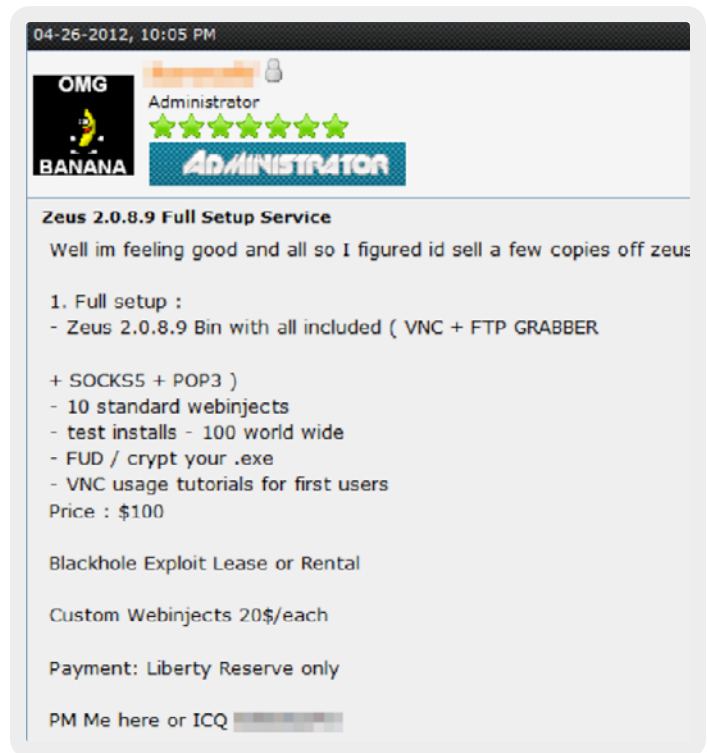 04-26-2012, 10:05 PM
OMG
BANANA
Administrator
ADMINISTRATOR
Zeus 2.0.8.9 Full Setup Service
Well im feeling good and all so I figured id sell a few copies off zeus
1. Full setup :
- Zeus 2.0.8.9 Bin with all included ( VNC + FTP GRABBER
+ SOCKS5 + POP3 )
- 10 standard webinjects
- test installs - 100 world wide
- FUD / crypt your .exe
- VNC usage tutorials for first users
Price : $100
Blackhole Exploit Lease or Rental
Custom Webinjects 20$/each
Payment: Liberty Reserve only
PM Me here or ICQ